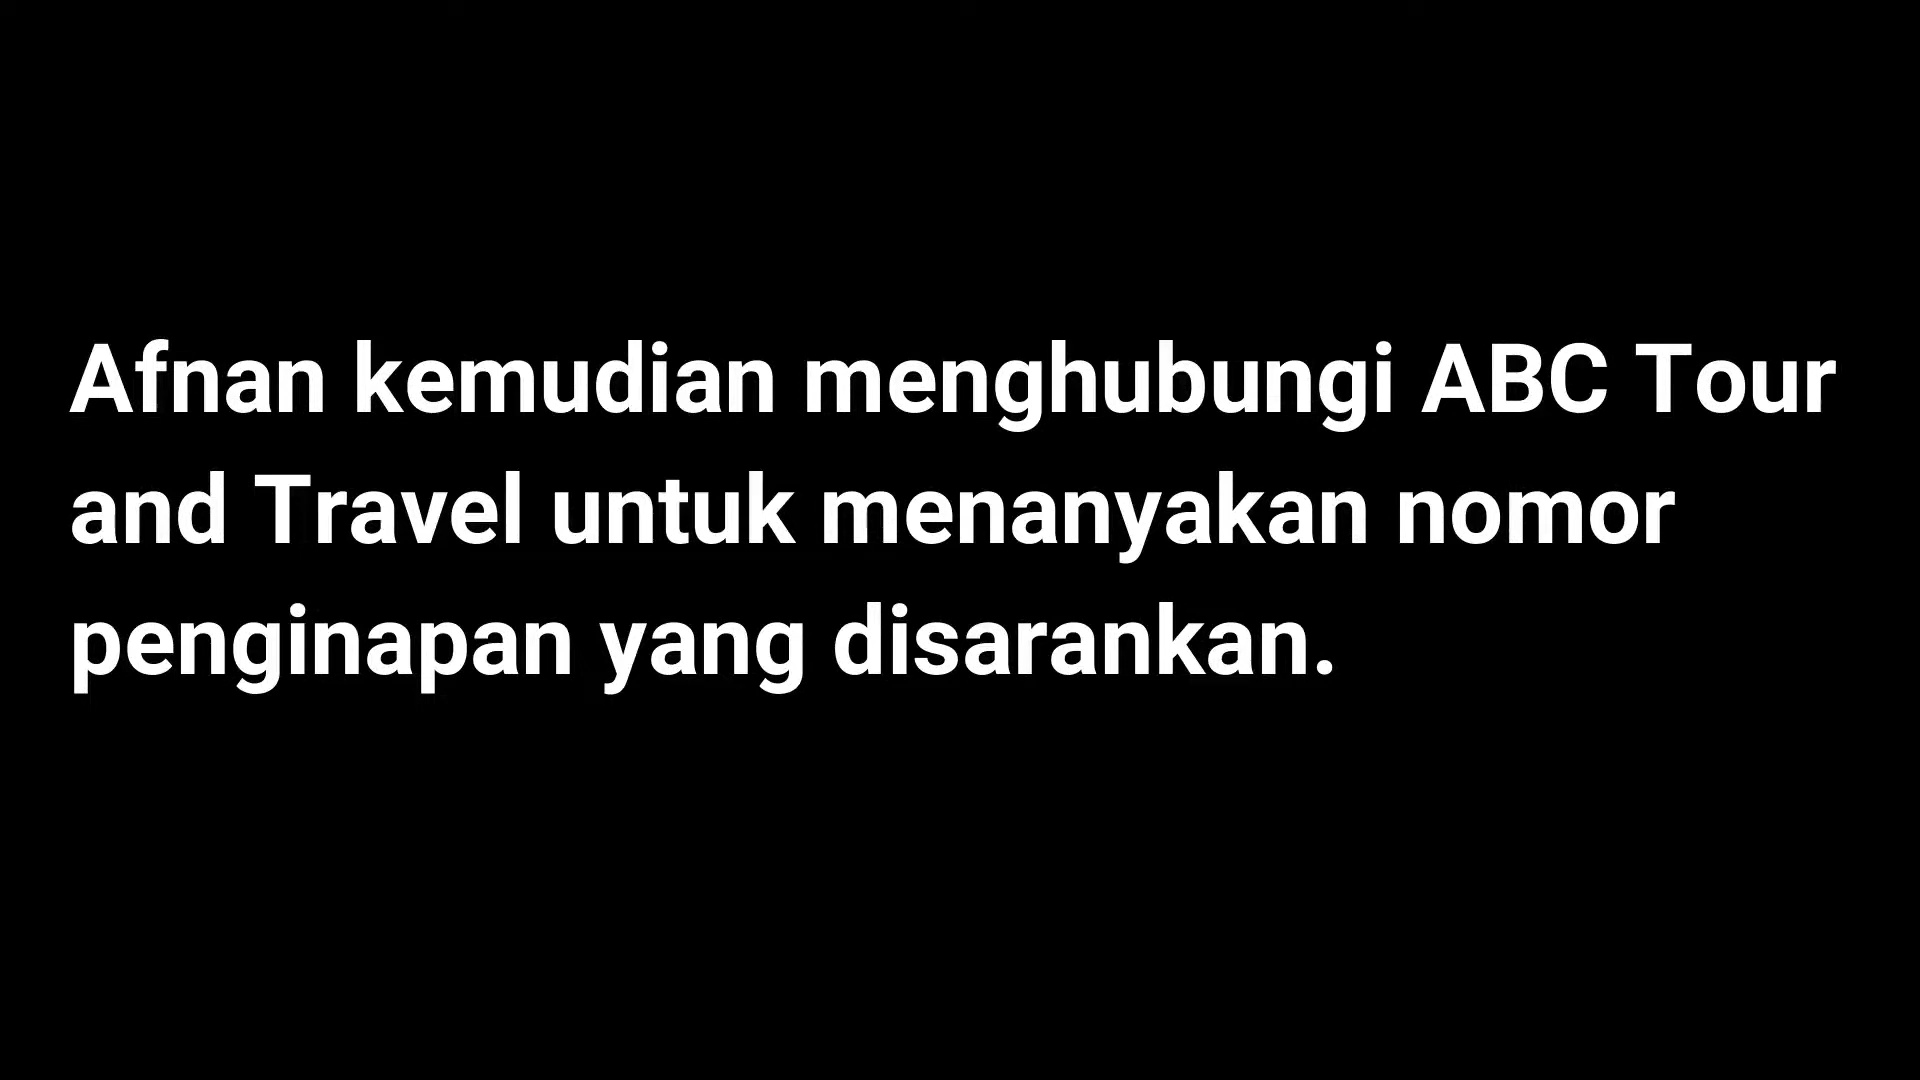 Afnan kemudian menghubungi ABC Tour
and Travel untuk menanyakan nomor
penginapan yang disarankan.